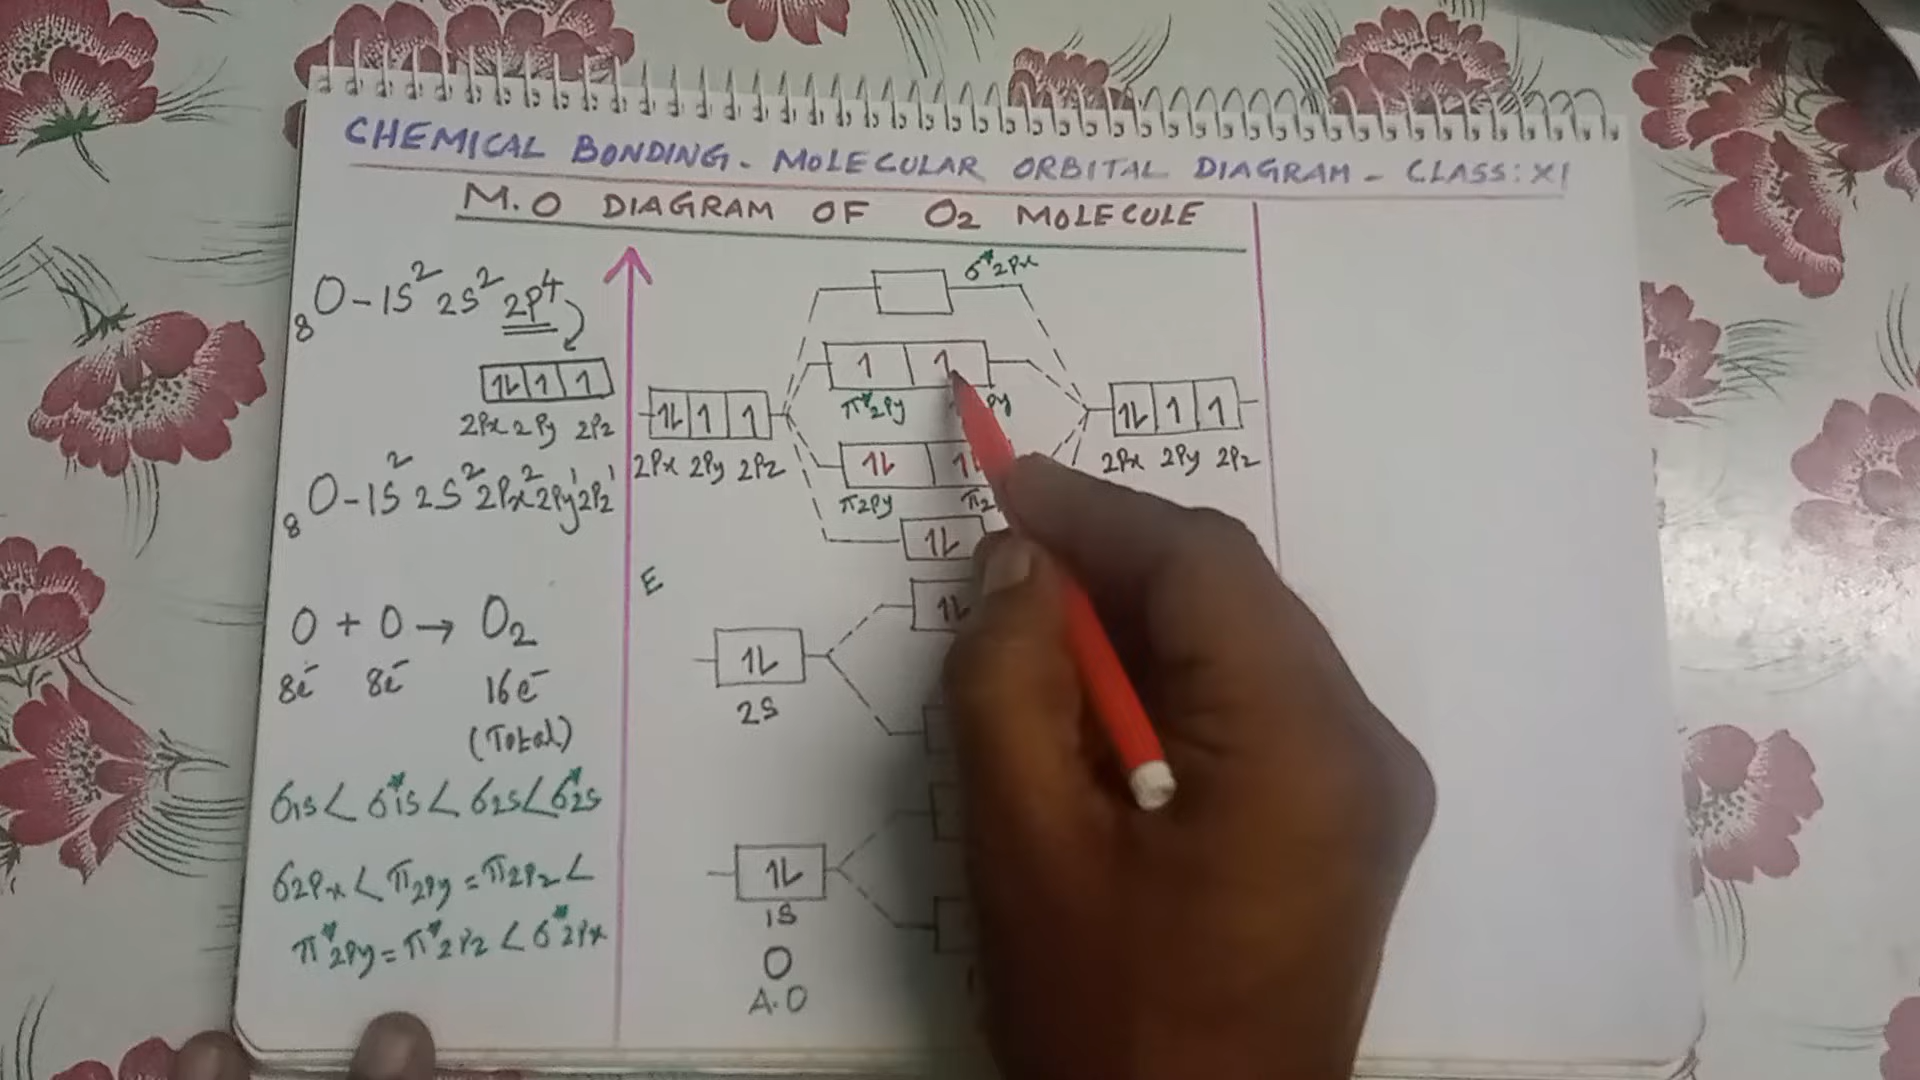 CHEMICAL BONDING - MOLECULAR ORBITAL DIAGRAM - CLASS: XI
M.O DIAGRAM OF O2 MOLECULE
8O - 1s² 2s² 2p⁴
1L 1 1
2Px 2Py 2Pz
8O - 1s² 2s² 2Px² 2Py¹ 2Pz¹
O + O → O2
8e⁻ 8e⁻ 16e⁻
(Total)
σ1s < σ*1s < σ2s < σ*2s
σ2Px < π2Py = π2Pz <
π*2Py = π*2Pz < σ*2Px
σ*2Px
1 1
π*2Py Py
1L 1 1
2Px 2Py 2Pz
1L 1 1
2Px 2Py 2Pz
1L
π2Py π2
1L
E
1L
1L
2S
1L
1S
O
A.O